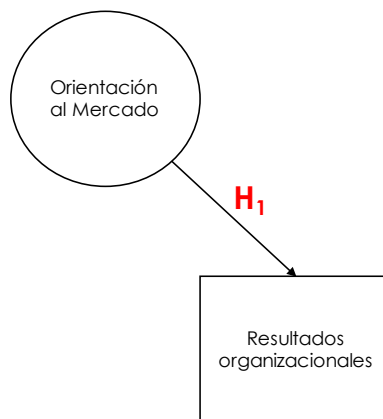 Orientación
al Mercado
H₁
Resultados
organizacionales